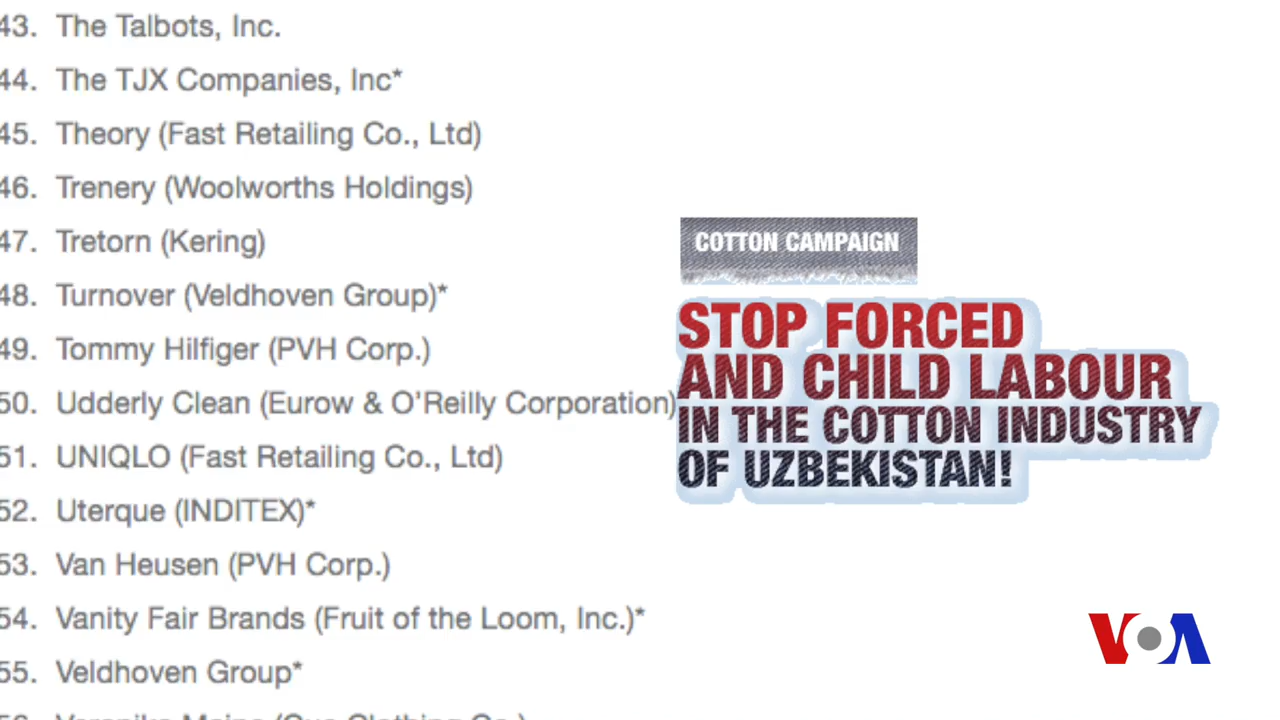 43. The Talbots, Inc.
44. The TJX Companies, Inc*
45. Theory (Fast Retailing Co., Ltd)
46. Trenery (Woolworths Holdings)
47. Tretorn (Kering)
48. Turnover (Veldhoven Group)*
49. Tommy Hilfiger (PVH Corp.)
50. Udderly Clean (Eurow & O'Reilly Corporation)
51. UNIQLO (Fast Retailing Co., Ltd)
52. Uterque (INDITEX)*
53. Van Heusen (PVH Corp.)
54. Vanity Fair Brands (Fruit of the Loom, Inc.)*
55. Veldhoven Group*
COTTON CAMPAIGN
STOP FORCED
AND CHILD LABOUR
IN THE COTTON INDUSTRY
OF UZBEKISTAN!
VOA